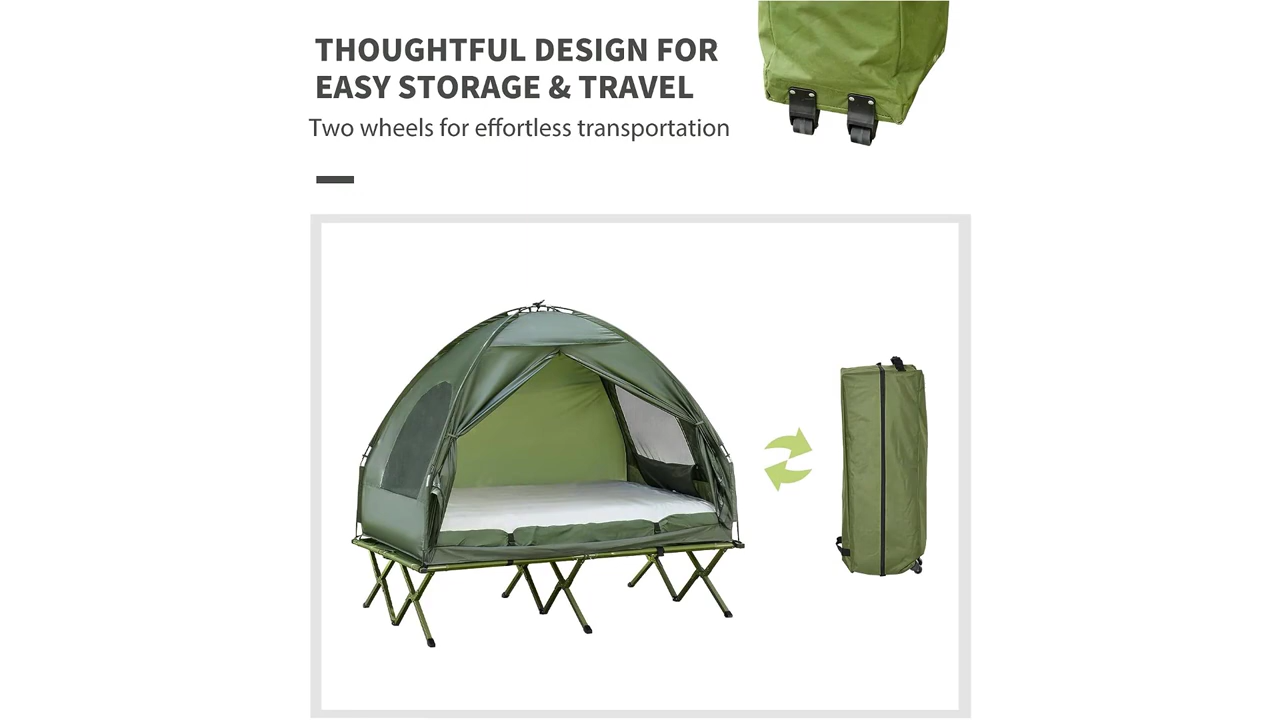 THOUGHTFUL DESIGN FOR
EASY STORAGE & TRAVEL
Two wheels for effortless transportation